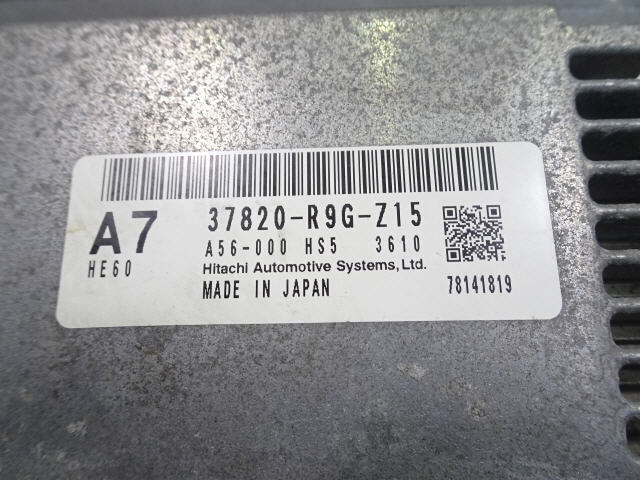 A7 37820-R9G-Z15
HE60 A56-000 HS5 3610
Hitachi Automotive Systems, Ltd.
MADE IN JAPAN 78141819